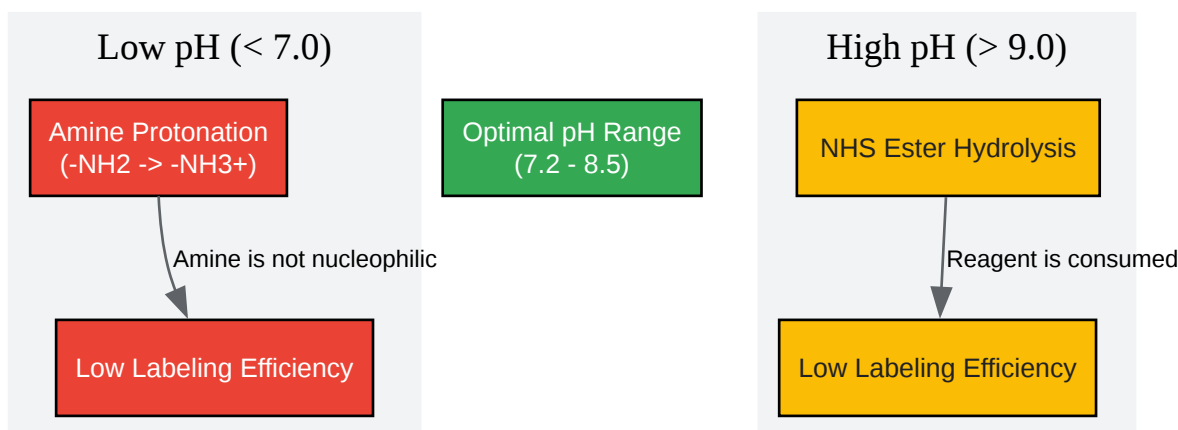 Low pH (< 7.0)
Amine Protonation
(-NH2 -> -NH3+)
Amine is not nucleophilic
Low Labeling Efficiency
Optimal pH Range
(7.2 - 8.5)
High pH (> 9.0)
NHS Ester Hydrolysis
Reagent is consumed
Low Labeling Efficiency